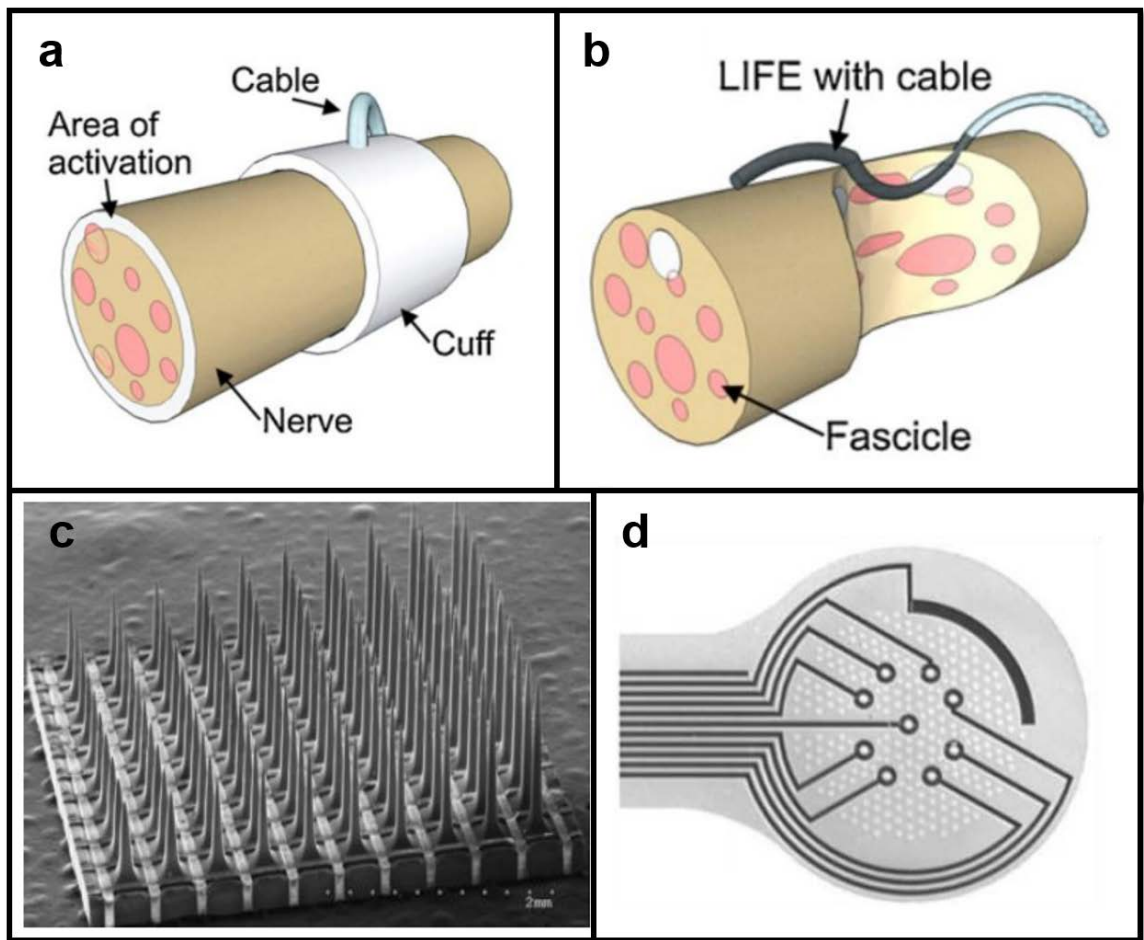 a
Cable
Area of
activation
Cuff
Nerve
b
LIFE with cable
Fascicle
c
2mm
d